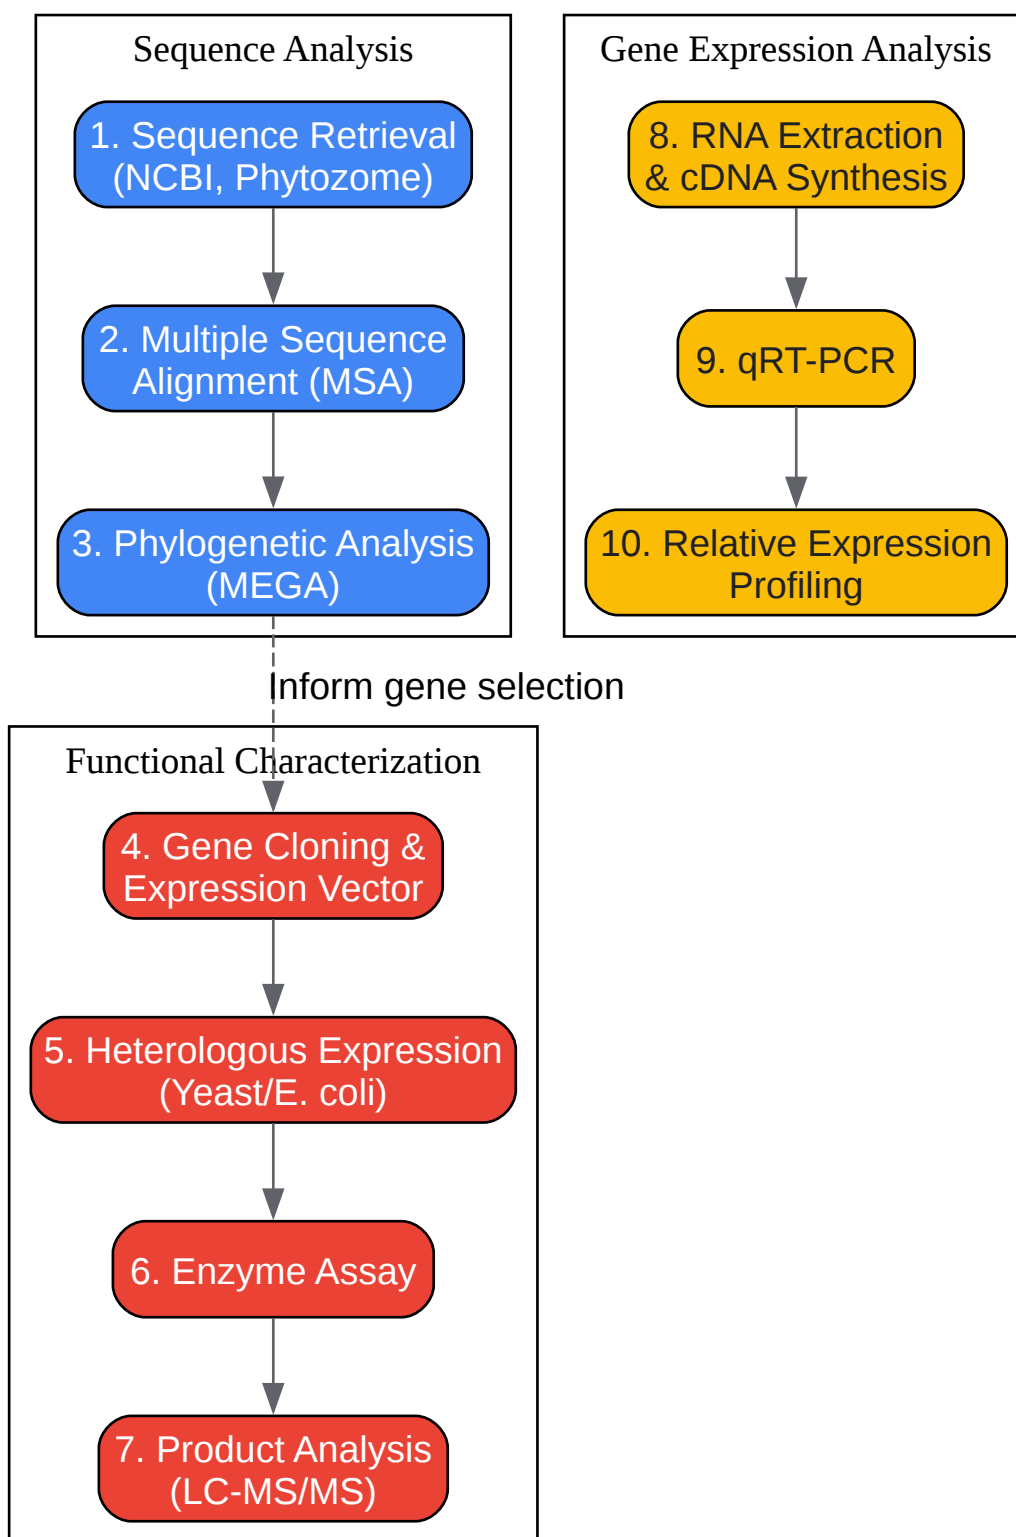 Sequence Analysis
1. Sequence Retrieval
(NCBI, Phytozome)
2. Multiple Sequence
Alignment (MSA)
3. Phylogenetic Analysis
(MEGA)
Inform gene selection
Functional Characterization
4. Gene Cloning &
Expression Vector
5. Heterologous Expression
(Yeast/E. coli)
6. Enzyme Assay
7. Product Analysis
(LC-MS/MS)
Gene Expression Analysis
8. RNA Extraction
& cDNA Synthesis
9. qRT-PCR
10. Relative Expression
Profiling